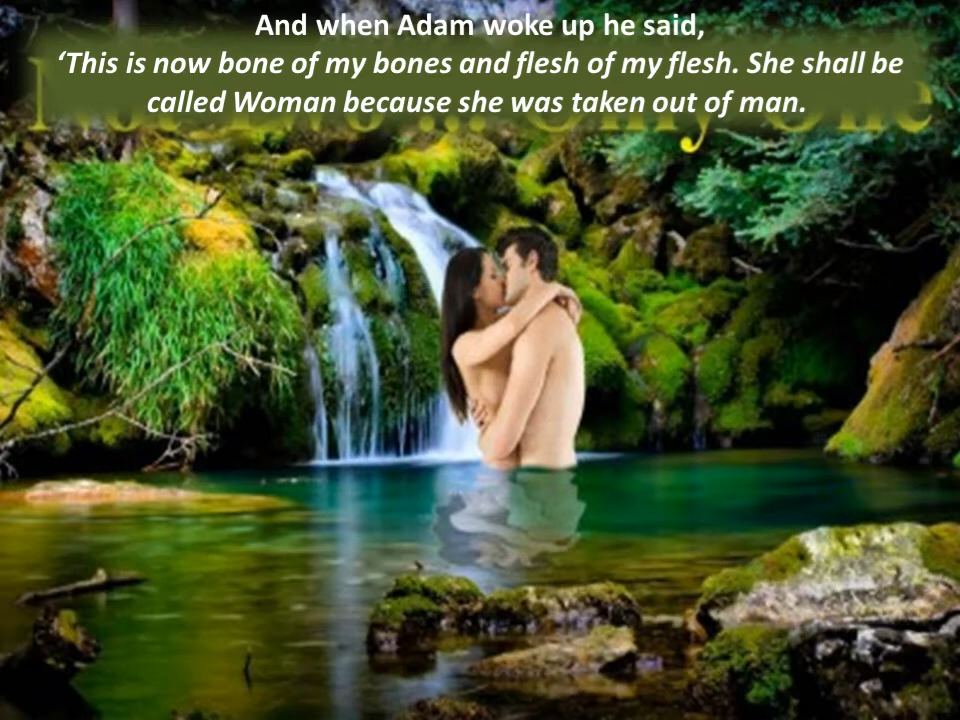 And when Adam woke up he said,
‘This is now bone of my bones and flesh of my flesh. She shall be
called Woman because she was taken out of man.
One